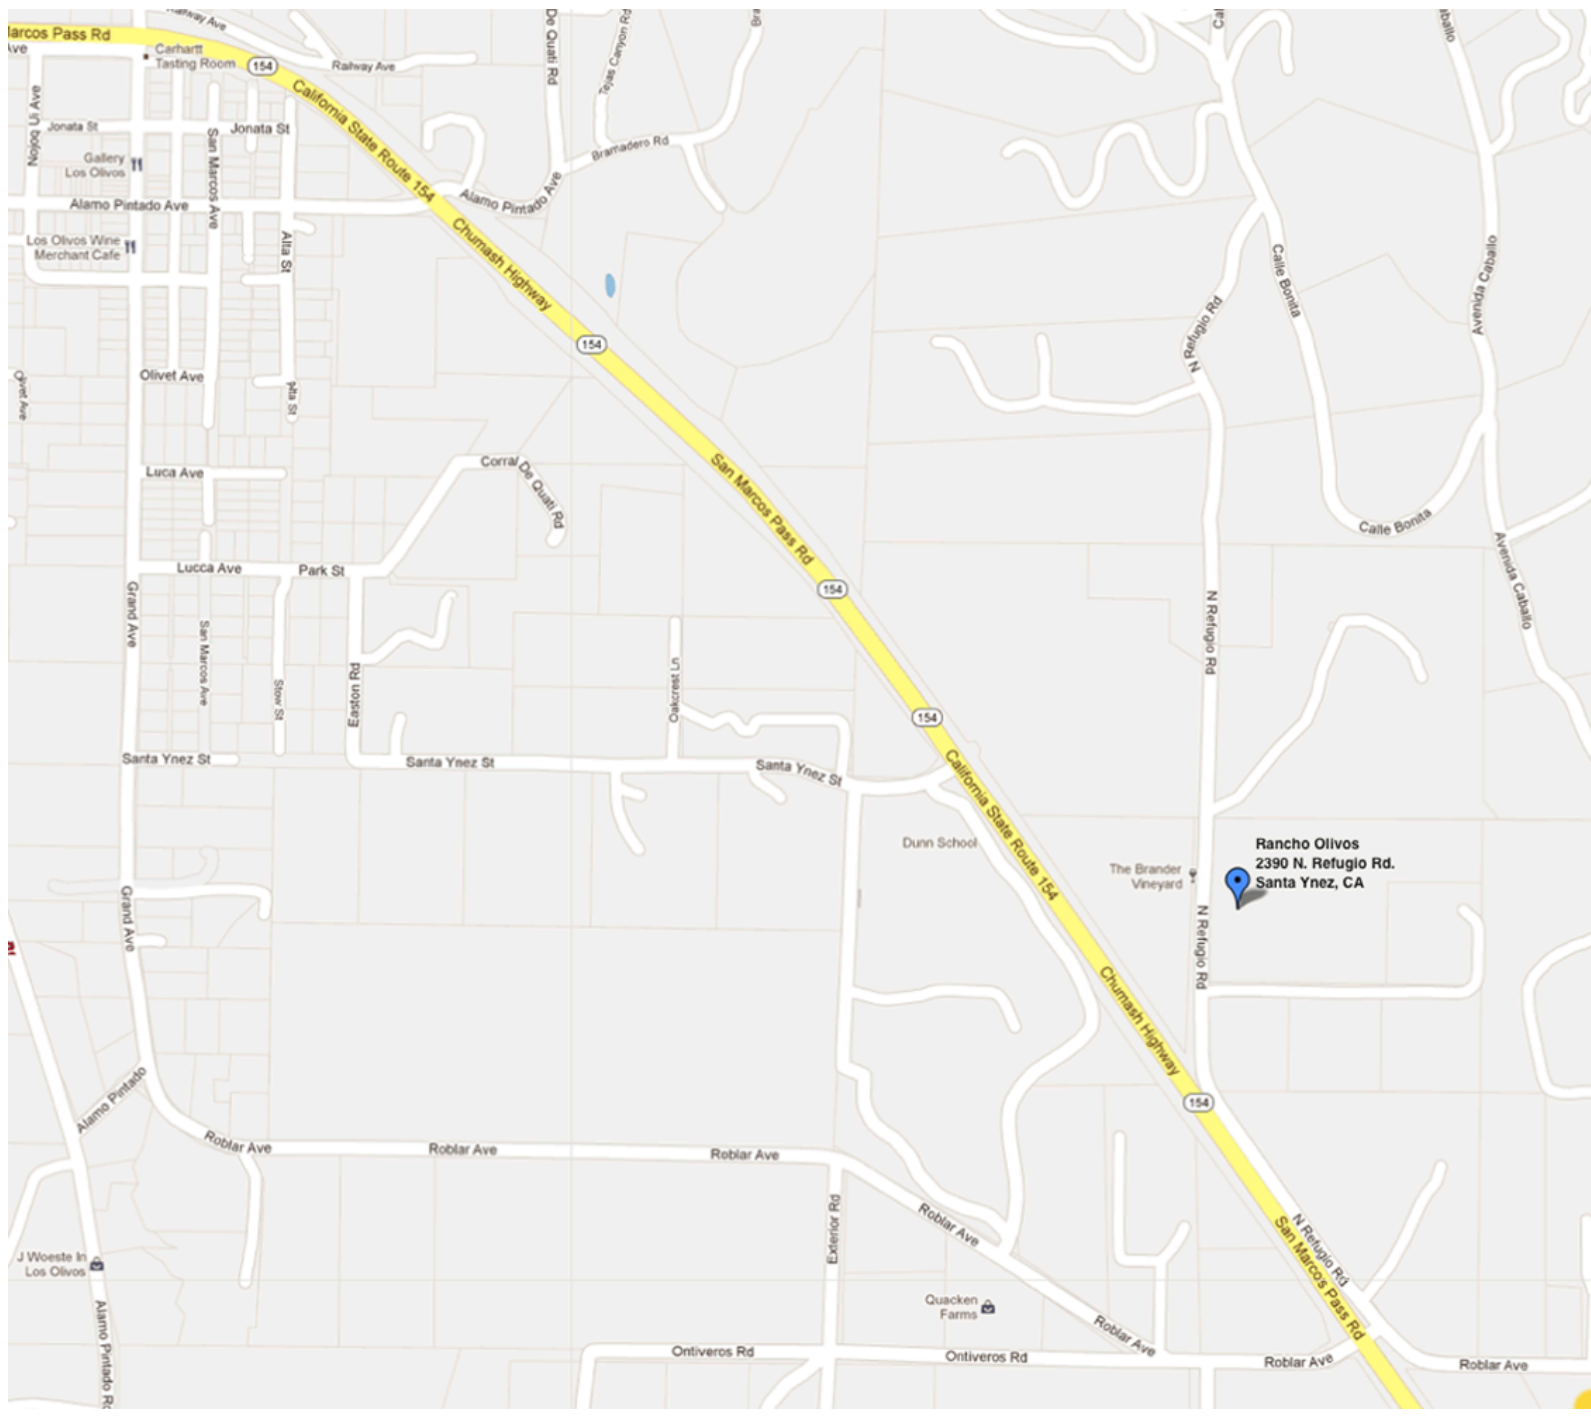 Marcos Pass Rd
Ave
Railway Ave
Carhartt
Tasting Room
154
Railway Ave
De Quati Rd
Tejas Canyon Rd
Nojoqui Ave
Jonata St
Jonata St
California State Route 154
Gallery
Los Olivos
San Marcos Ave
Bramadero Rd
Alamo Pintado Ave
Alamo Pintado Ave
Los Olivos Wine
Merchant Cafe
Alta St
Chumash Highway
Calle Bonita
Avenida Caballo
154
N Refugio Rd
Olivet Ave
Olivet Ave
Alta St
Luca Ave
Corral De Quati Rd
San Marcos Pass Rd
Calle Bonita
Avenida Caballo
Lucca Ave
Park St
154
Grand Ave
San Marcos Ave
Stow St
Easton Rd
Oakcrest Ln
N Refugio Rd
154
Santa Ynez St
Santa Ynez St
Santa Ynez St
California State Route 154
Dunn School
The Brander
Vineyard
Rancho Olivos
2390 N. Refugio Rd.
Santa Ynez, CA
Grand Ave
N Refugio Rd
Chumash Highway
154
Alamo Pintado
Roblar Ave
Roblar Ave
Roblar Ave
Exterior Rd
Roblar Ave
N Refugio Rd
San Marcos Pass Rd
J Woeste In
Los Olivos
Quacken
Farms
Alamo Pintado Rd
Roblar Ave
Ontiveros Rd
Ontiveros Rd
Roblar Ave
Roblar Ave